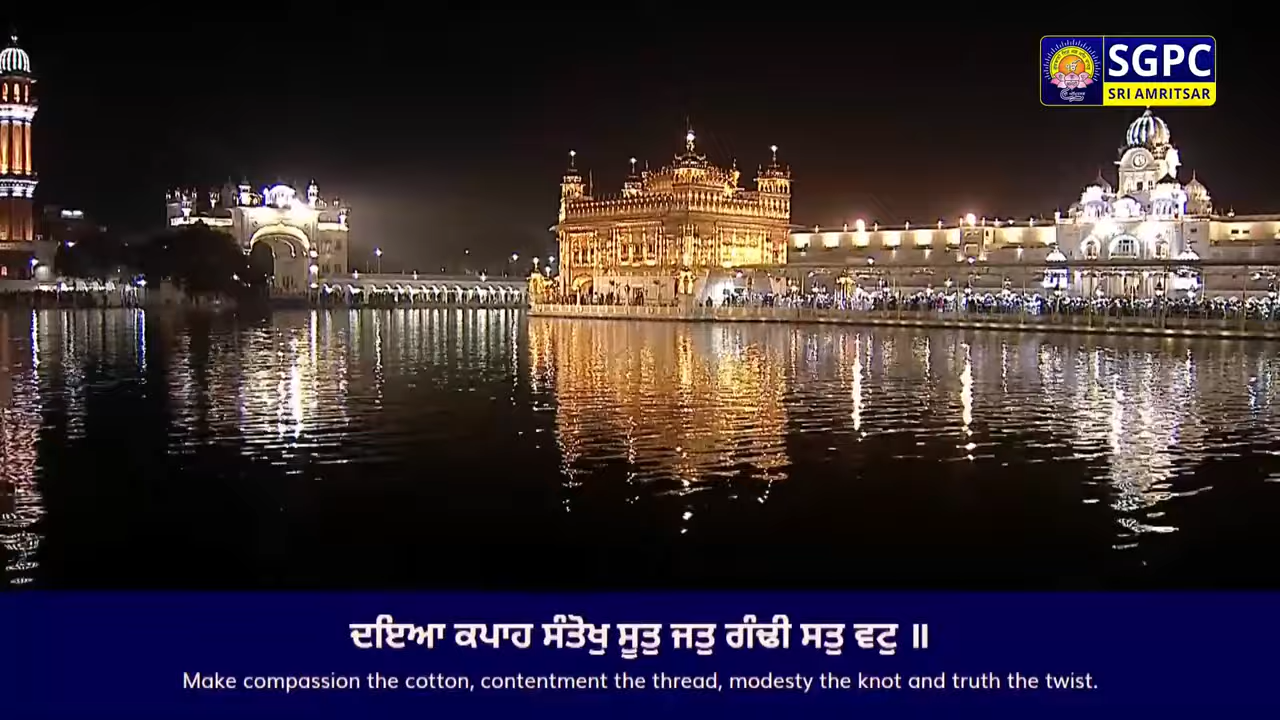 SGPC
SRI AMRITSAR
ਦਇਆ ਕਪਾਹ ਸੰਤੋਖੁ ਸੂਤੁ ਜਤੁ ਗੰਢੀ ਸਤੁ ਵਟੁ ॥
Make compassion the cotton, contentment the thread, modesty the knot and truth the twist.